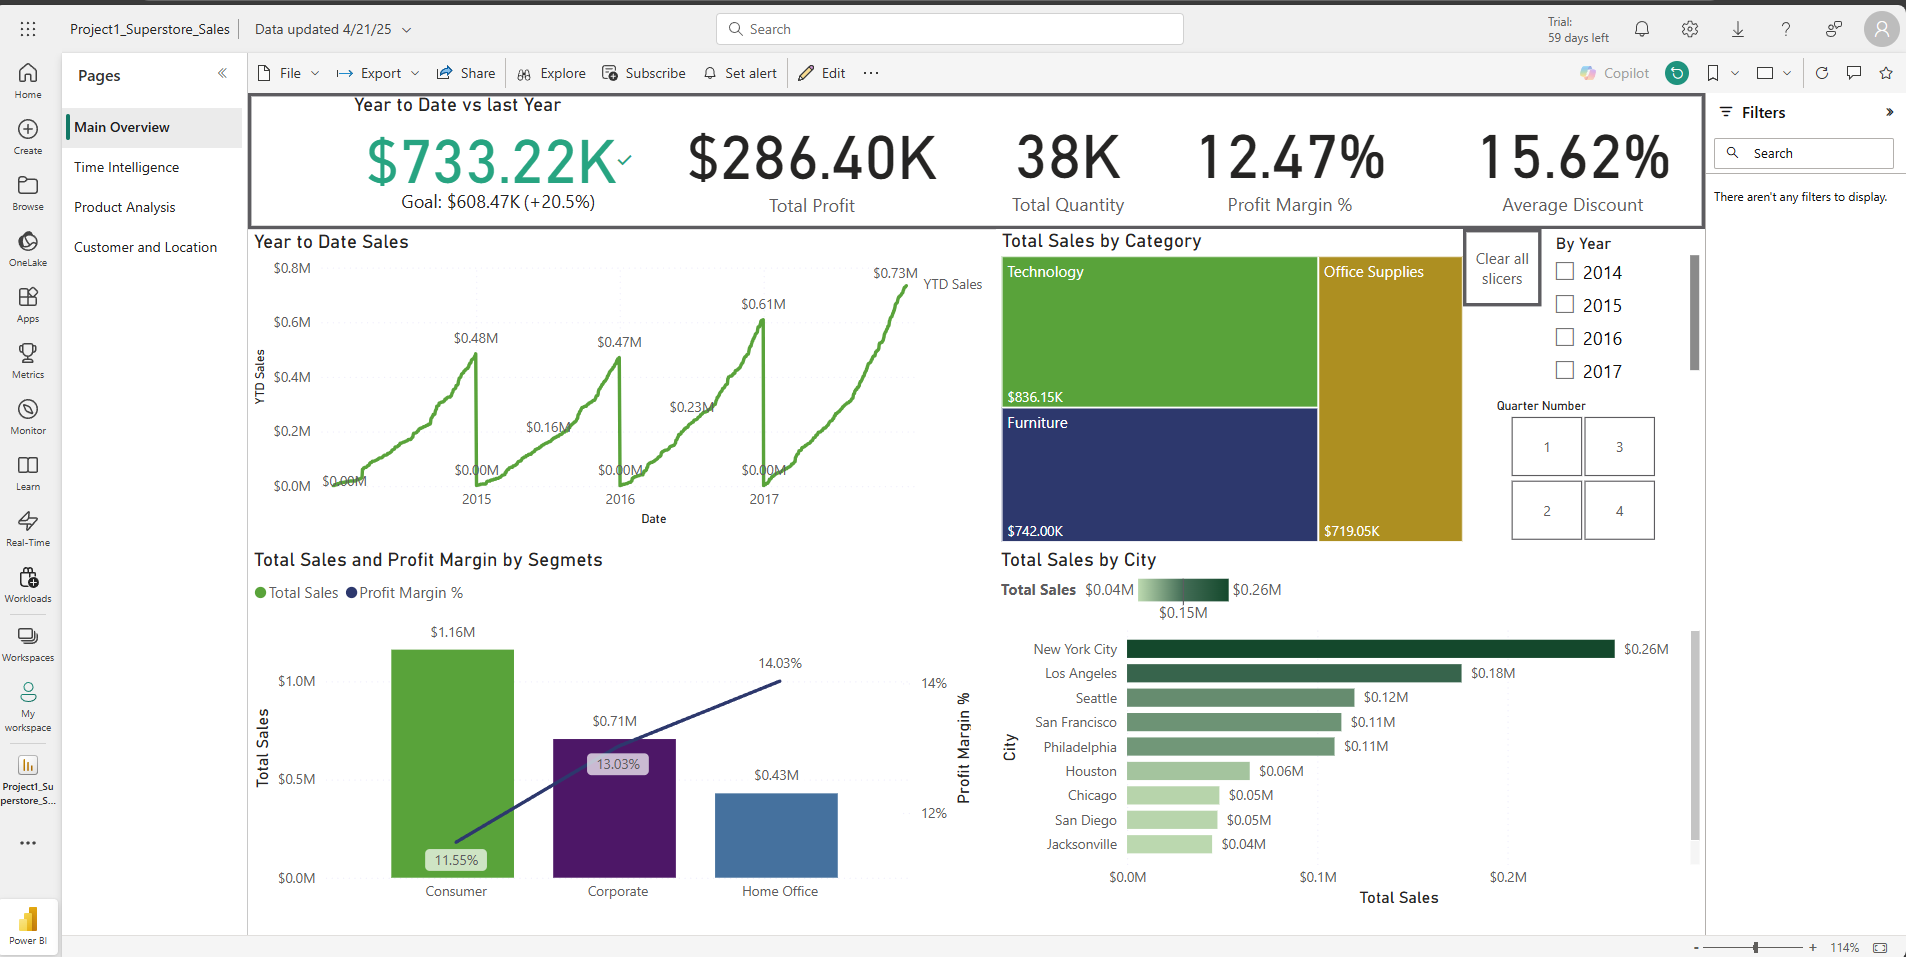 Project1_Superstore_Sales
Data updated 4/21/25
Search
Trial:
59 days left
Home
Create
Browse
OneLake
Apps
Metrics
Monitor
Learn
Real-Time
Workloads
Workspaces
My
workspace
Project1_Su
perstore_S...
Power BI
Pages
Main Overview
Time Intelligence
Product Analysis
Customer and Location
File
Export
Share
Explore
Subscribe
Set alert
Edit
Copilot
Year to Date vs last Year
$733.22K
Goal: $608.47K (+20.5%)
$286.40K
Total Profit
38K
Total Quantity
12.47%
Profit Margin %
15.62%
Average Discount
Year to Date Sales
YTD Sales
$0.8M
$0.6M
$0.4M
$0.2M
$0.0M
$0.00M
$0.48M
$0.00M
$0.16M
$0.47M
$0.00M
$0.23M
$0.61M
$0.00M
$0.73M
YTD Sales
2015
2016
2017
Date
Total Sales by Category
Technology
$836.15K
Furniture
$742.00K
Office Supplies
$719.05K
Clear all
slicers
By Year
2014
2015
2016
2017
Quarter Number
1
3
2
4
Total Sales and Profit Margin by Segmets
Total Sales
Profit Margin %
Total Sales
$1.0M
$0.5M
$0.0M
$1.16M
11.55%
$0.71M
13.03%
14.03%
$0.43M
Consumer
Corporate
Home Office
14%
12%
Profit Margin %
Total Sales by City
Total Sales
$0.04M
$0.26M
$0.15M
City
New York City
$0.26M
Los Angeles
$0.18M
Seattle
$0.12M
San Francisco
$0.11M
Philadelphia
$0.11M
Houston
$0.06M
Chicago
$0.05M
San Diego
$0.05M
Jacksonville
$0.04M
$0.0M
$0.1M
$0.2M
Total Sales
Filters
Search
There aren't any filters to display.
- + 114%